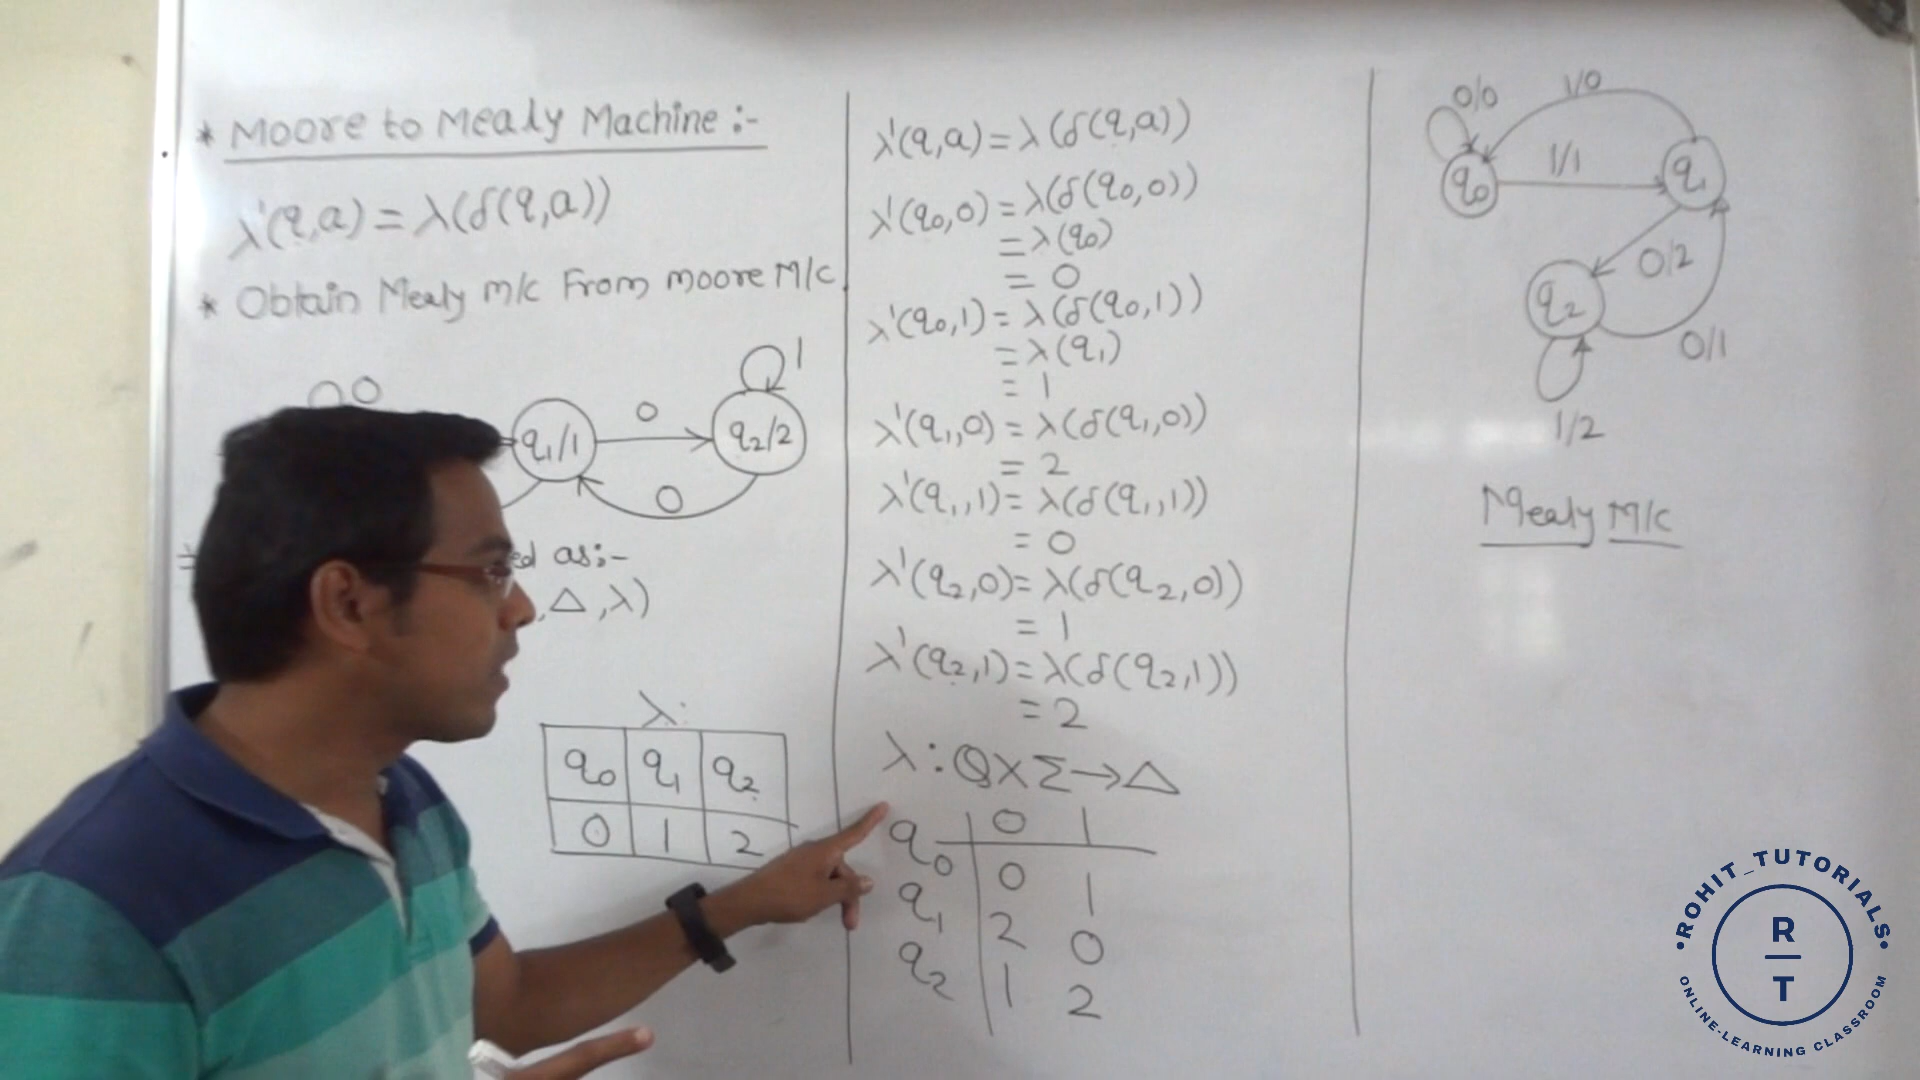 * Moore to Mealy Machine :-
λ'(q,a) = λ(δ(q,a))
* Obtain Mealy m/c From moore M/c
0
1
q1/1
0
q2/2
0
as:-
, Δ, λ)
λ:
q0 q1 q2
0 1 2
λ'(q,a) = λ(δ(q,a))
λ'(q0,0) = λ(δ(q0,0))
= λ(q0)
= 0
λ'(q0,1) = λ(δ(q0,1))
= λ(q1)
= 1
λ'(q1,0) = λ(δ(q1,0))
= 2
λ'(q1,1) = λ(δ(q1,1))
= 0
λ'(q2,0) = λ(δ(q2,0))
= 1
λ'(q2,1) = λ(δ(q2,1))
= 2
λ : Q X Σ → Δ
0 1
q0 0 1
q1 2 0
q2 1 2
0/0
1/0
q0
1/1
q1
0/2
q2
0/1
1/2
Mealy M/c
ROHIT_TUTORIALS
R
T
ONLINE-LEARNING CLASSROOM